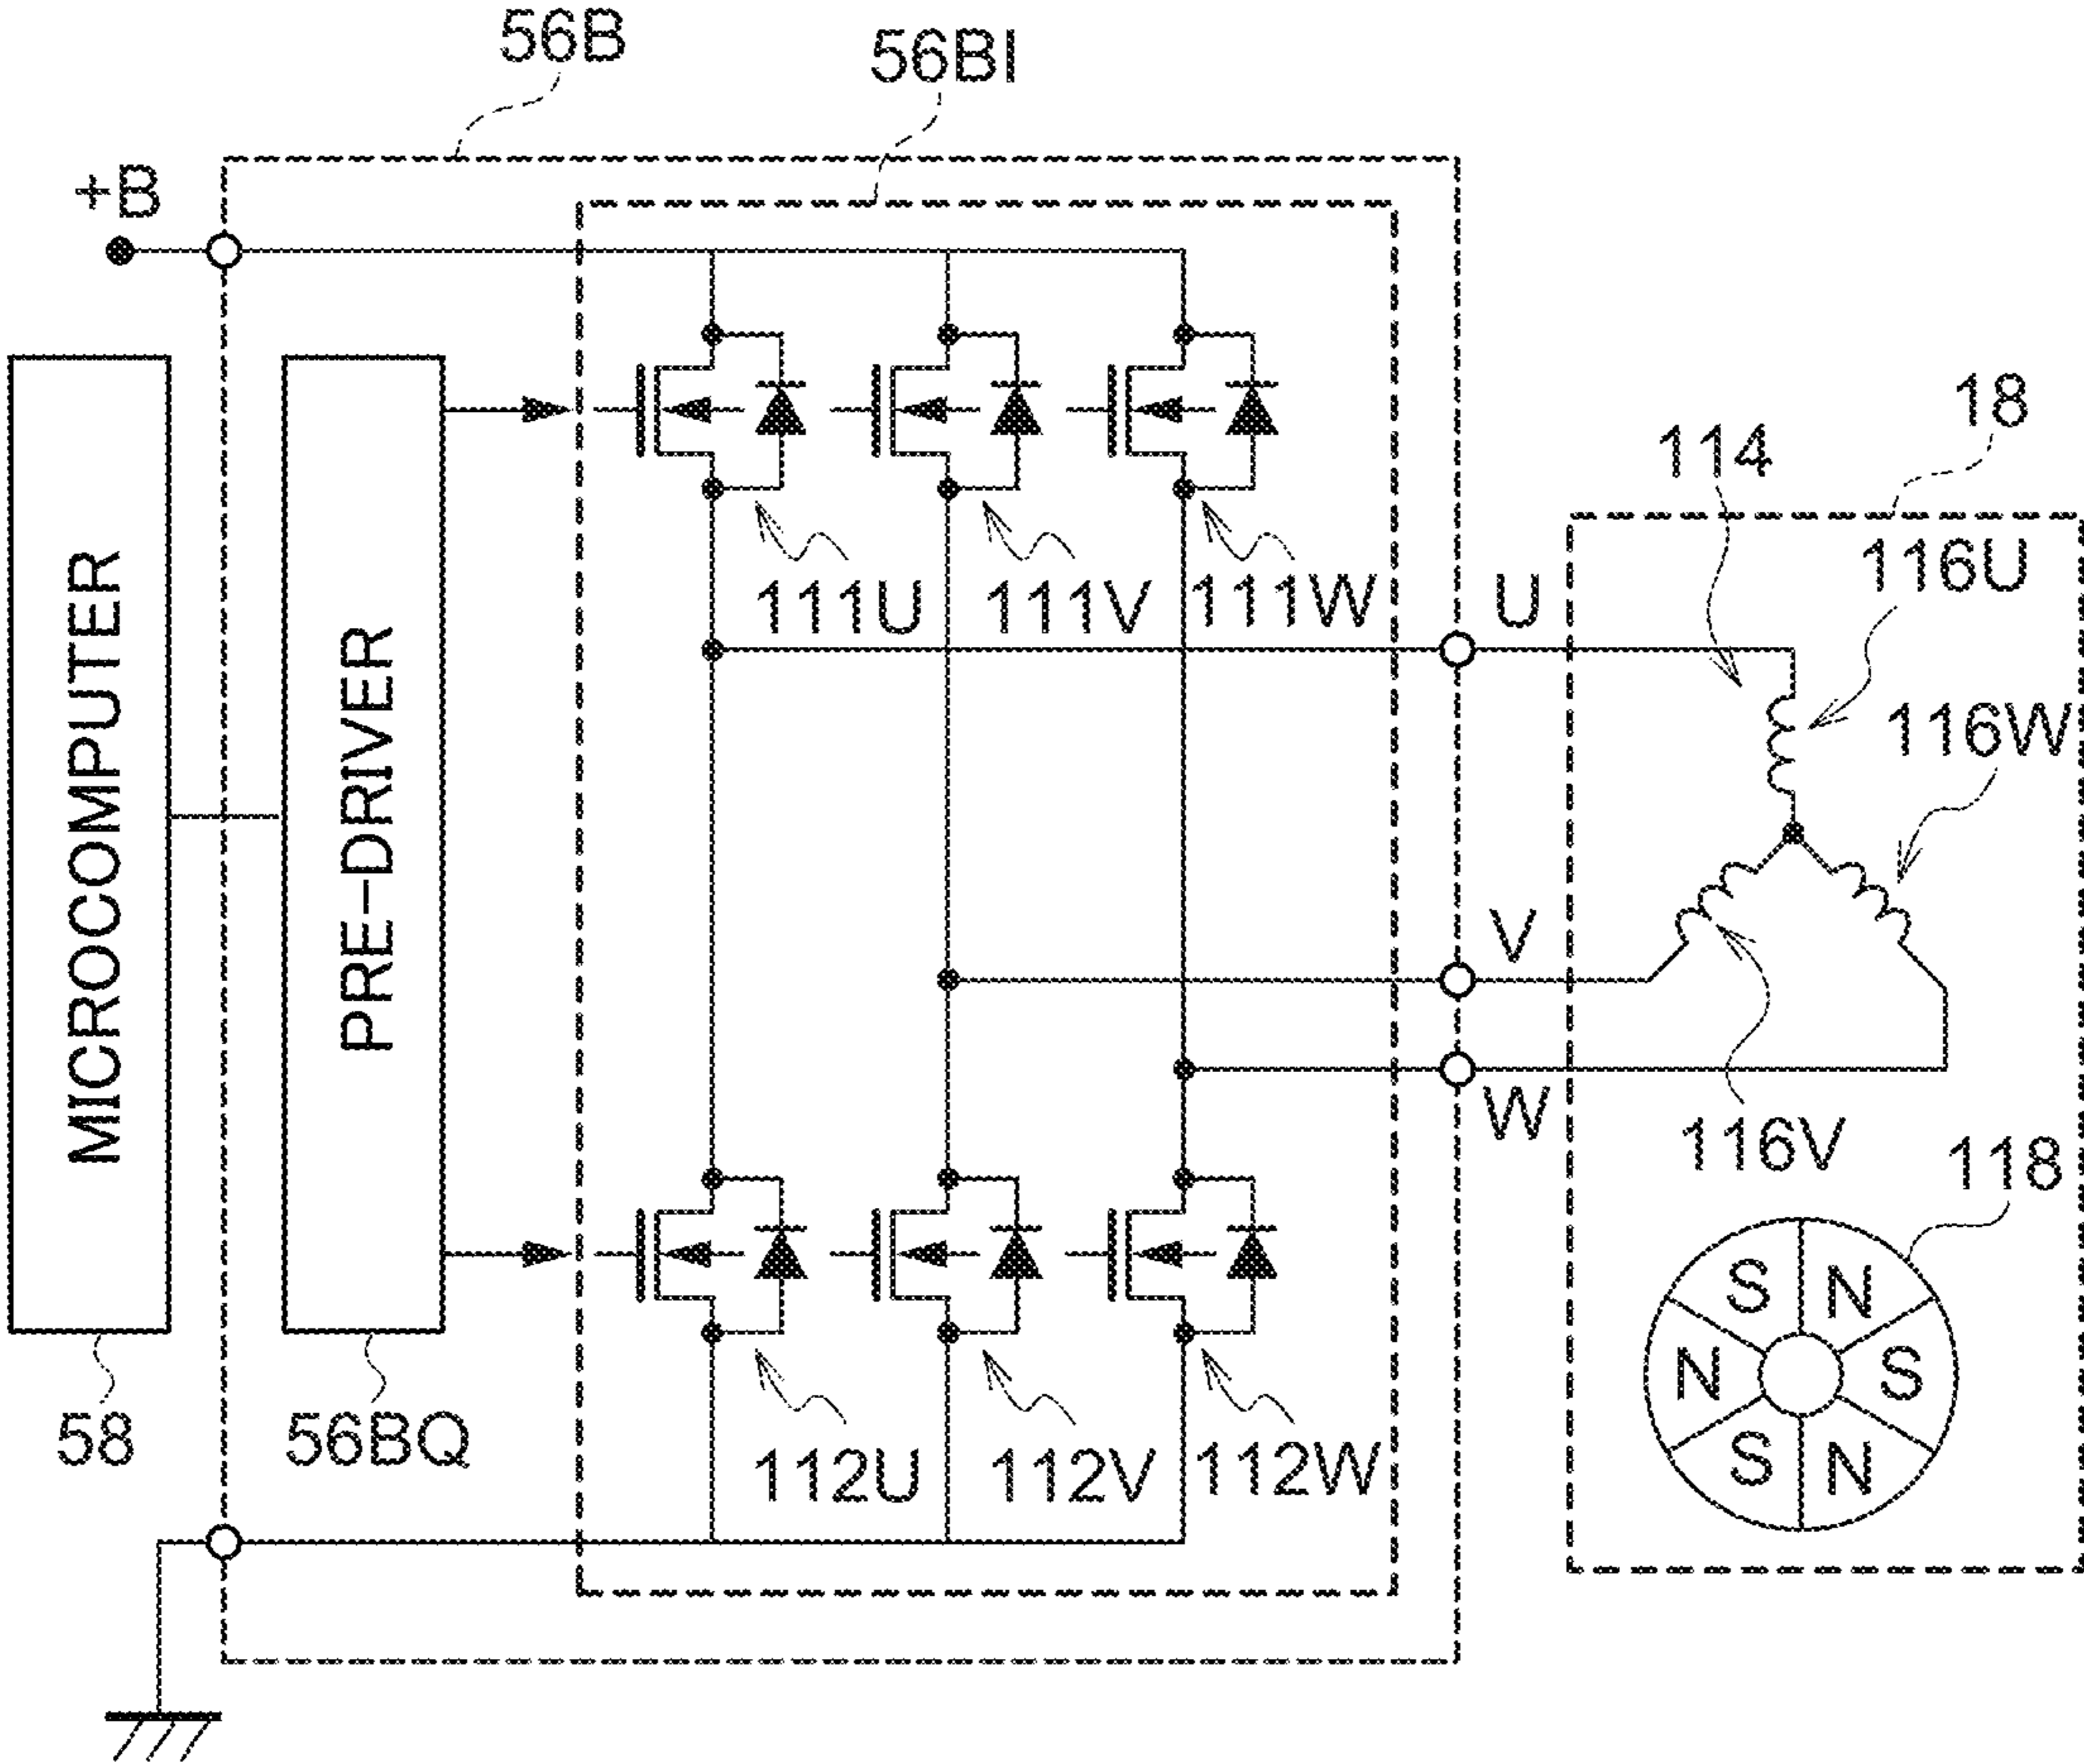 56B
56BI
+B
18
114
116U
111U
111V
111W
U
116W
MICROCOMPUTER
PRE-DRIVER
V
W
116V
118
S
N
N
S
S
N
58
56BQ
112U
112V
112W